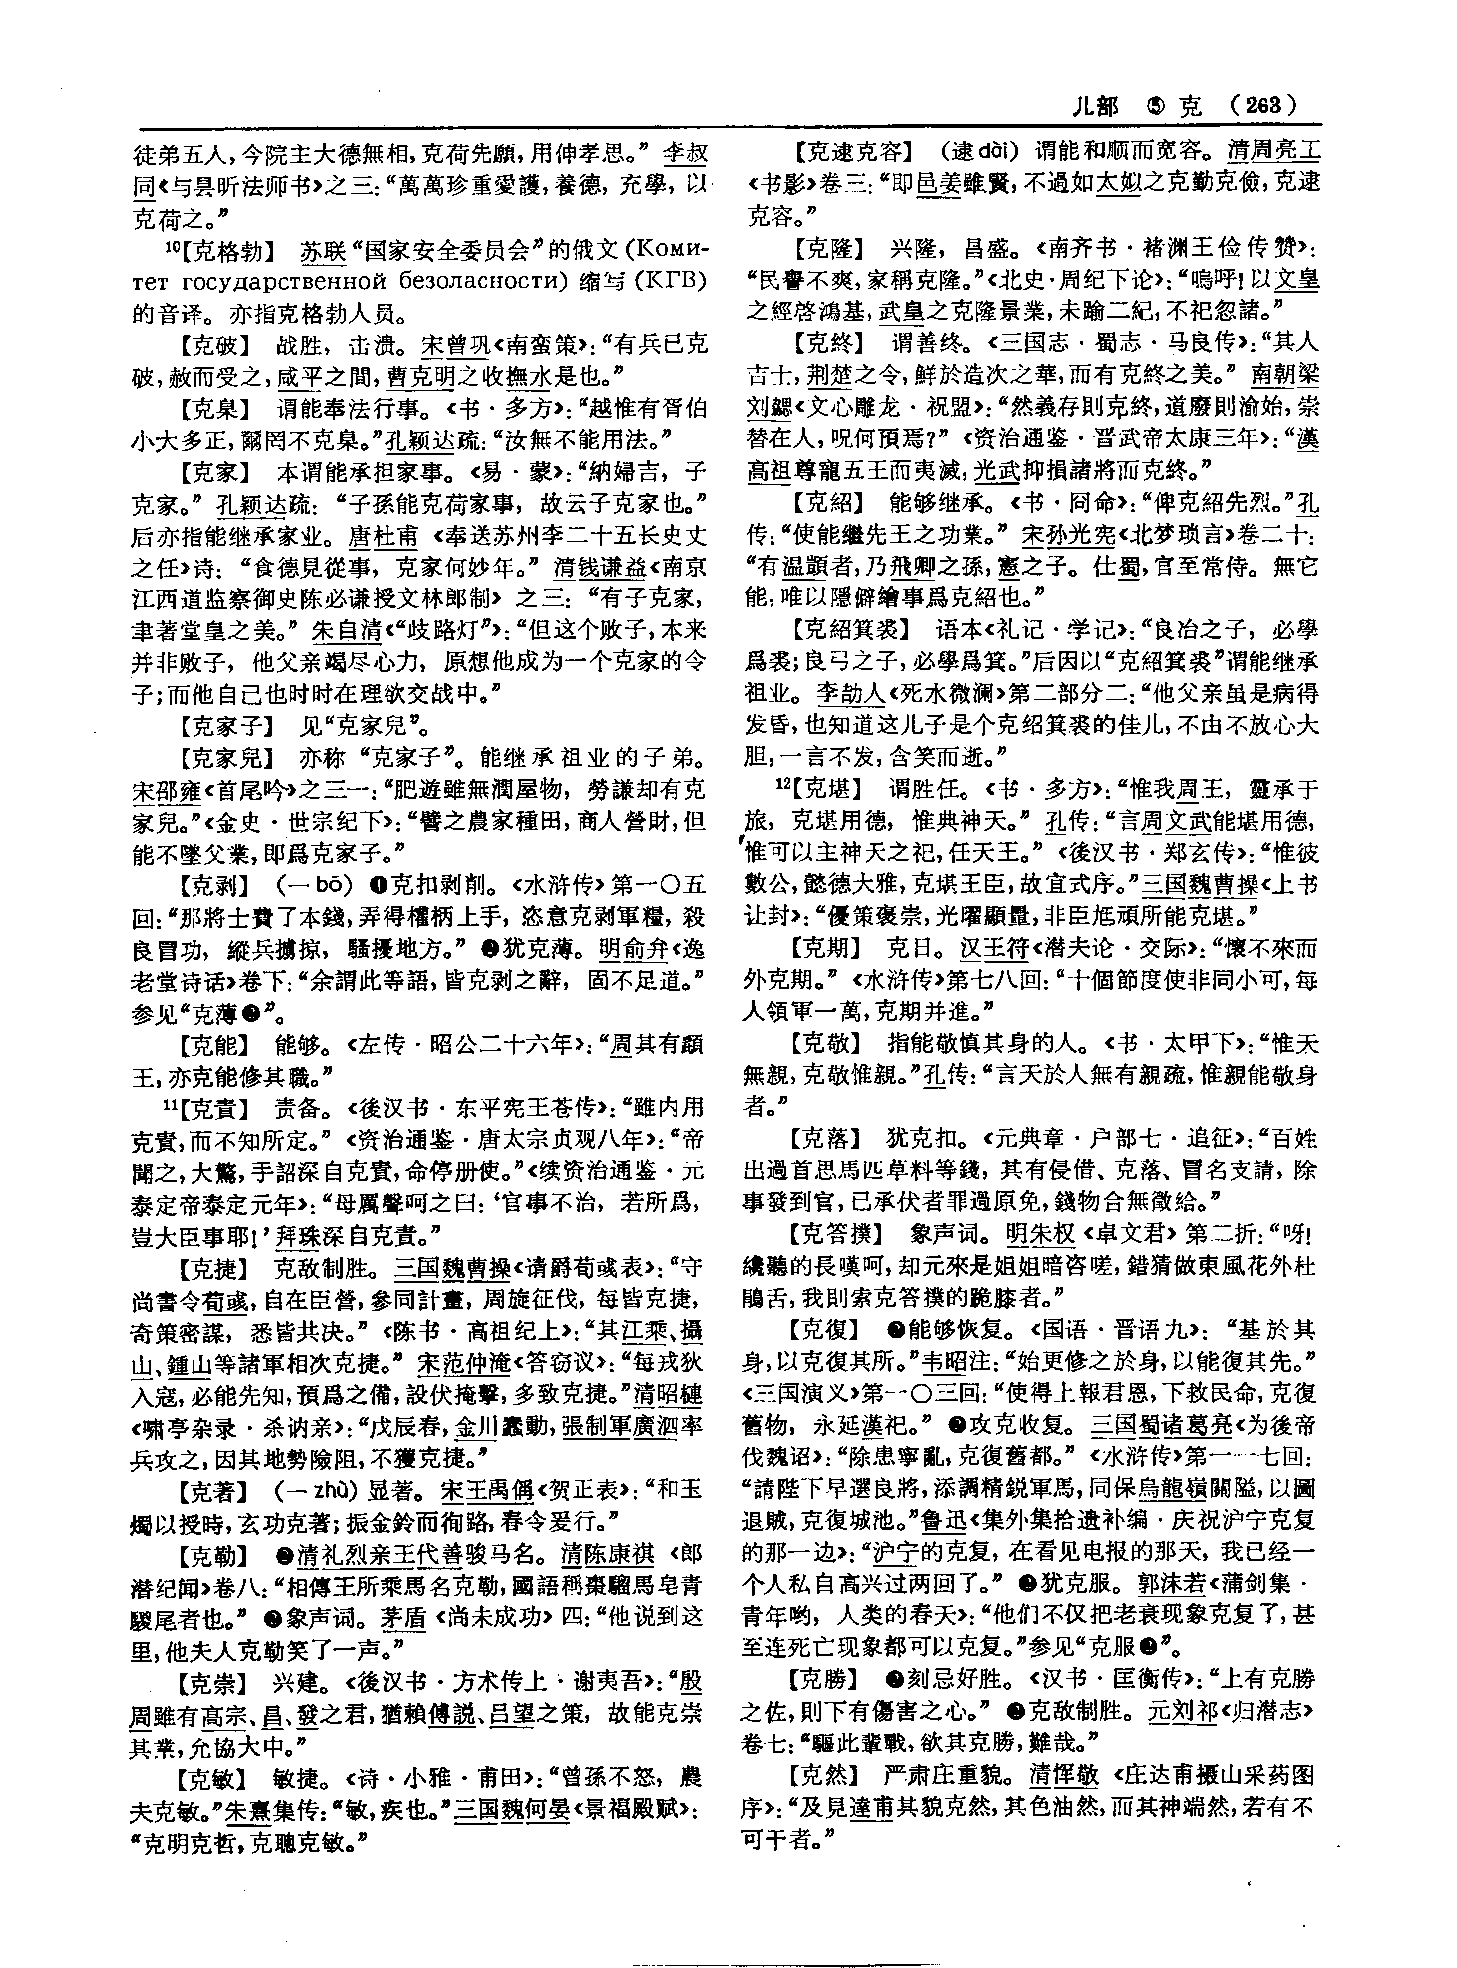 儿部 ⑤ 克 (263)
徒弟五人,今院主大德無相,克荷先願,用伸孝思。” 李叔
同《与昙昕法师书》之三:“萬萬珍重愛護,養德,充學,以
克荷之。”
10【克格勃】 苏联“国家安全委员会”的俄文(Коми-
тет государственной безопасности)缩写(КГВ)
的音译。亦指克格勃人员。
【克破】 战胜,击溃。宋曾巩《南蛮策》:“有兵已克
破,赦而受之,咸平之間,曹克明之收撫水是也。”
【克臬】 谓能奉法行事。《书·多方》:“越惟有胥伯
小大多正,爾罔不克臬。”孔颖达疏:“汝無不能用法。”
【克家】 本谓能承担家事。《易·蒙》:“納婦吉,子
克家。” 孔颖达疏:“子孫能克荷家事,故云子克家也。”
后亦指能继承家业。唐杜甫《奉送苏州李二十五长史丈
之任》诗:“食德見從事,克家何妙年。” 清钱谦益《南京
江西道监察御史陈必谦授文林郎制》之三:“有子克家,
聿著堂皇之美。” 朱自清《“歧路灯”》:“但这个败子,本来
并非败子,他父亲竭尽心力,原想他成为一个克家的令
子;而他自己也时时在理欲交战中。”
【克家子】 见“克家兒”。
【克家兒】 亦称“克家子”。能继承祖业的子弟。
宋邵雍《首尾吟》之三一:“肥遊雖無潤屋物,勞謙却有克
家兒。”《金史·世宗纪下》:“譬之農家種田,商人營財,但
能不墜父業,即爲克家子。”
【克剥】 (一bō) ❶克扣剥削。《水浒传》第一〇五
回:“那將士費了本錢,弄得權柄上手,恣意克剥軍糧,殺
良冒功,縱兵擄掠,騷擾地方。” ❷犹克薄。明俞弁《逸
老堂诗话》卷下:“余謂此等語,皆克剥之辭,固不足道。”
参见“克薄❷”。
【克能】 能够。《左传·昭公二十六年》:“周其有頿
王,亦克能修其職。”
11【克責】 责备。《後汉书·东平宪王苍传》:“雖内用
克責,而不知所定。” 《资治通鉴·唐太宗贞观八年》:“帝
聞之,大驚,手詔深自克責,命停册使。”《续资治通鉴·元
泰定帝泰定元年》:“母厲聲呵之曰:‘官事不治,若所爲,
豈大臣事耶!’拜珠深自克責。”
【克捷】 克敌制胜。三国魏曹操《请爵荀彧表》:“守
尚書令荀彧,自在臣營,參同計畫,周旋征伐,每皆克捷,
奇策密謀,悉皆共决。”《陈书·高祖纪上》:“其江乘、攝
山、鍾山等諸軍相次克捷。” 宋范仲淹《答窃议》:“每戎狄
入寇,必能先知,預爲之備,設伏掩擊,多致克捷。”清昭槤
《啸亭杂录·杀讷亲》:“戊辰春,金川蠢動,張制軍廣泗率
兵攻之,因其地勢險阻,不獲克捷。”
【克著】 (一zhù) 显著。宋王禹偁《贺正表》:“和玉
燭以授時,玄功克著;振金鈴而徇路,春令爰行。”
【克勒】 ❶清礼烈亲王代善骏马名。清陈康祺《郎
潜纪闻》卷八:“相傳王所乘馬名克勒,國語稱棗騮馬皂青
騣尾者也。” ❷象声词。茅盾《尚未成功》四:“他说到这
里,他夫人克勒笑了一声。”
【克崇】 兴建。《後汉书·方术传上·谢夷吾》:“殷
周雖有高宗、昌、發之君,猶賴傅説、吕望之策,故能克崇
其業,允協大中。”
【克敏】 敏捷。《诗·小雅·甫田》:“曾孫不怒,農
夫克敏。”朱熹集传:“敏,疾也。”三国魏何晏《景福殿赋》:
“克明克哲,克聰克敏。”
【克逮克容】 (逮dài) 谓能和顺而宽容。清周亮工
《书影》卷三:“即邑姜雖賢,不過如太姒之克勤克儉,克逮
克容。”
【克隆】 兴隆,昌盛。《南齐书·褚渊王俭传赞》:
“民譽不爽,家稱克隆。”《北史·周纪下论》:“嗚呼!以文皇
之經啓鴻基,武皇之克隆景業,未踰二紀,不祀忽諸。”
【克終】 谓善终。《三国志·蜀志·马良传》:“其人
吉士,荆楚之令,鮮於造次之華,而有克終之美。” 南朝梁
刘勰《文心雕龙·祝盟》:“然義存則克終,道廢則渝始,崇
替在人,呪何預焉?” 《资治通鉴·晋武帝太康三年》:“漢
高祖尊寵五王而夷滅,光武抑損諸將而克終。”
【克紹】 能够继承。《书·冏命》:“俾克紹先烈。”孔
传:“使能繼先王之功業。” 宋孙光宪《北梦琐言》卷二十:
“有温顗者,乃飛卿之孫,憲之子。仕蜀,官至常侍。無它
能,唯以隱僻繪事爲克紹也。”
【克紹箕裘】 语本《礼记·学记》:“良冶之子,必學
爲裘;良弓之子,必學爲箕。”后因以“克紹箕裘”谓能继承
祖业。李劼人《死水微澜》第二部分二:“他父亲虽是病得
发昏,也知道这儿子是个克绍箕裘的佳儿,不由不放心大
胆,一言不发,含笑而逝。”
12【克堪】 谓胜任。《书·多方》:“惟我周王,靈承于
旅,克堪用德,惟典神天。” 孔传:“言周文武能堪用德,
惟可以主神天之祀,任天王。” 《後汉书·郑玄传》:“惟彼
數公,懿德大雅,克堪王臣,故宜式序。”三国魏曹操《上书
让封》:“優策褒崇,光曜顯量,非臣尪頑所能克堪。”
【克期】 克日。汉王符《潜夫论·交际》:“懷不來而
外克期。” 《水浒传》第七八回:“十個節度使非同小可,每
人領軍一萬,克期并進。”
【克敬】 指能敬慎其身的人。《书·太甲下》:“惟天
無親,克敬惟親。”孔传:“言天於人無有親疏,惟親能敬身
者。”
【克落】 犹克扣。《元典章·户部七·追征》:“百姓
出過首思馬匹草料等錢,其有侵借、克落、冒名支請,除
事發到官,已承伏者罪過原免,錢物合無徵給。”
【克答撲】 象声词。明朱权《卓文君》第二折:“呀!
纔聽的長嘆呵,却元來是姐姐暗咨嗟,錯猜做東風花外杜
鵑舌,我則索克答撲的跪膝者。”
【克復】 ❶能够恢复。《国语·晋语九》:“基於其
身,以克復其所。”韦昭注:“始更修之於身,以能復其先。”
《三国演义》第一〇三回:“使得上報君恩,下救民命,克復
舊物,永延漢祀。” ❷攻克收复。三国蜀诸葛亮《为後帝
伐魏诏》:“除患寧亂,克復舊都。” 《水浒传》第一一七回:
“請陛下早選良將,添調精鋭軍馬,同保烏龍嶺關隘,以圖
退賊,克復城池。”鲁迅《集外集拾遗补编·庆祝沪宁克复
的那一边》:“沪宁的克复,在看见电报的那天,我已经一
个人私自高兴过两回了。” ❸犹克服。郭沫若《蒲剑集·
青年哟,人类的春天》:“他们不仅把老衰现象克复了,甚
至连死亡现象都可以克复。”参见“克服❷”。
【克勝】 ❶刻忌好胜。《汉书·匡衡传》:“上有克勝
之佐,則下有傷害之心。” ❷克敌制胜。元刘祁《归潜志》
卷七:“驅此輩戰,欲其克勝,難哉。”
【克然】 严肃庄重貌。清恽敬《庄达甫摄山采药图
序》:“及見達甫其貌克然,其色油然,而其神端然,若有不
可干者。”